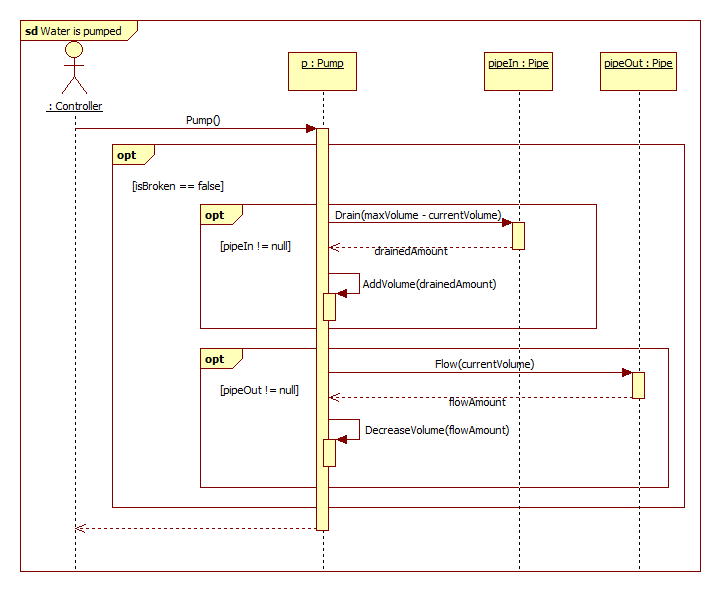 sd Water is pumped
: Controller
p : Pump
pipeIn : Pipe
pipeOut : Pipe
Pump()
opt
[isBroken == false]
opt
Drain(maxVolume - currentVolume)
[pipeIn != null]
drainedAmount
AddVolume(drainedAmount)
opt
Flow(currentVolume)
[pipeOut != null]
flowAmount
DecreaseVolume(flowAmount)